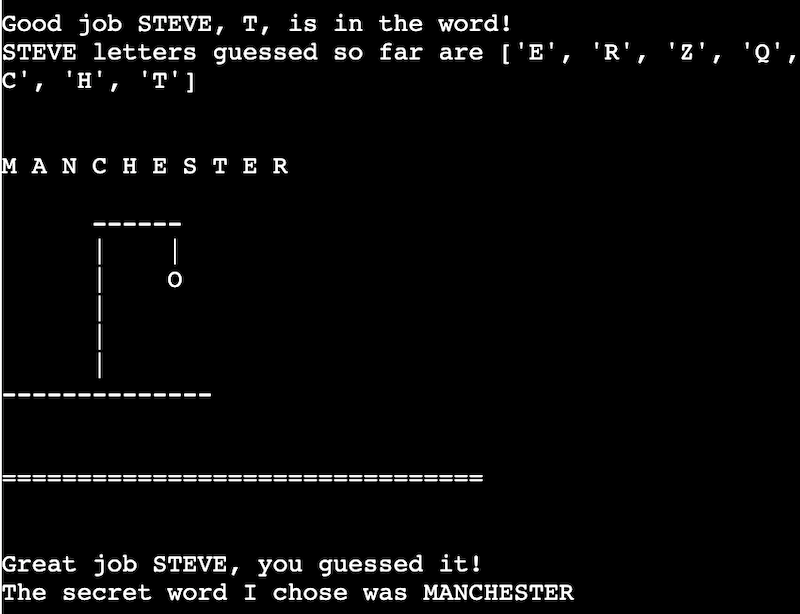 Good job STEVE, T, is in the word!
STEVE letters guessed so far are ['E', 'R', 'Z', 'Q',
C', 'H', 'T']
M A N C H E S T E R
------
|    |
|    O
|
|
|
--------------
================================
Great job STEVE, you guessed it!
The secret word I chose was MANCHESTER